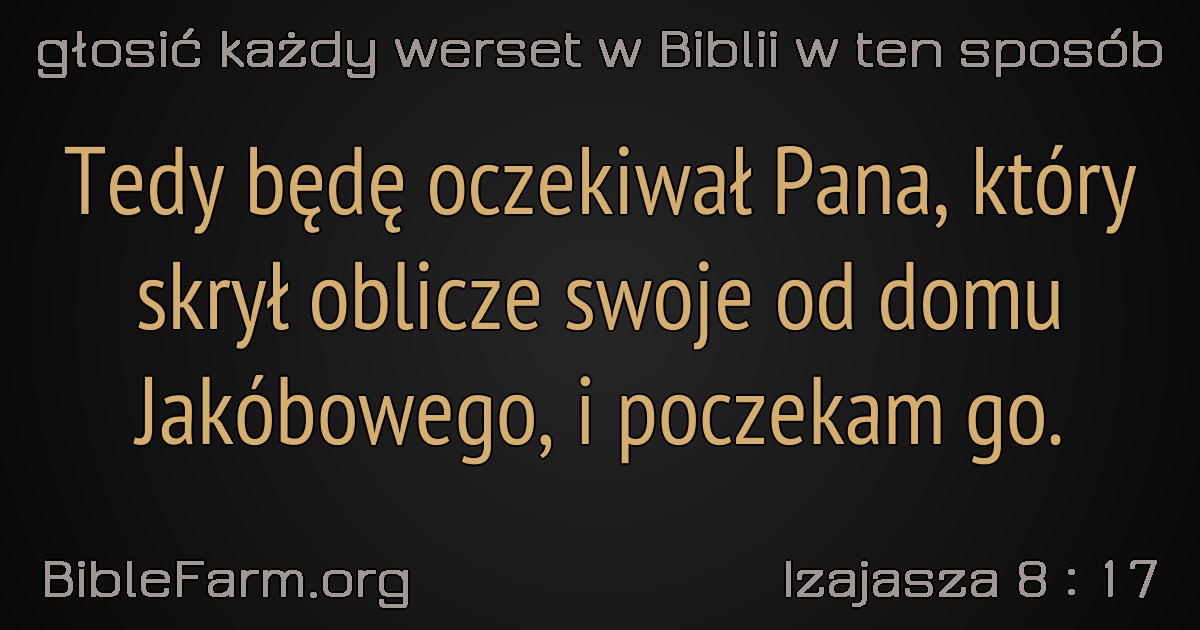 głosić każdy werset w Biblii w ten sposób
Tedy będę oczekiwał Pana, który
skrył oblicze swoje od domu
Jakóbowego, i poczekam go.
BibleFarm.org
Izajasza 8 : 17